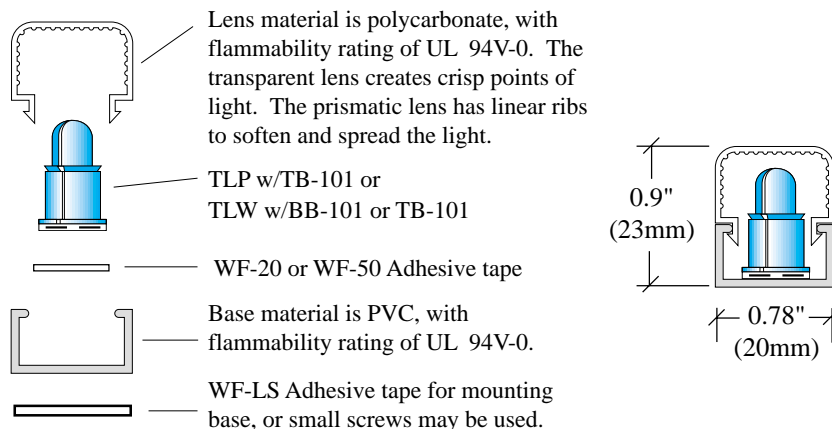 Lens material is polycarbonate, with
flammability rating of UL 94V-0. The
transparent lens creates crisp points of
light. The prismatic lens has linear ribs
to soften and spread the light.
TLP w/TB-101 or
TLW w/BB-101 or TB-101
WF-20 or WF-50 Adhesive tape
Base material is PVC, with
flammability rating of UL 94V-0.
WF-LS Adhesive tape for mounting
base, or small screws may be used.
0.9"
(23mm)
0.78"
(20mm)